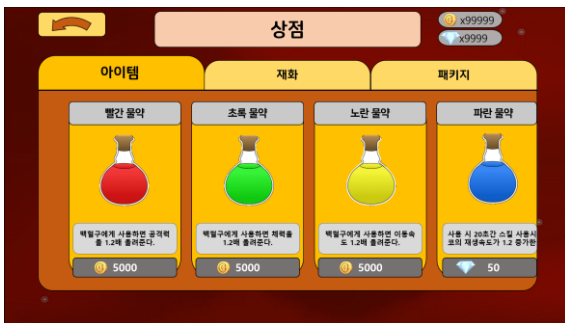 상점
x99999
x9999
아이템
재화
패키지
빨간 물약
초록 물약
노란 물약
파란 물약
백혈구에게 사용하면 공격력
을 1.2배 올려준다.
백혈구에게 사용하면 체력을
1.2배 올려준다.
백혈구에게 사용하면 이동속
도 1.2배 올려준다.
사용 시 20초간 스킬 사용시
코의 재생속도가 1.2 증가한
5000
5000
5000
50